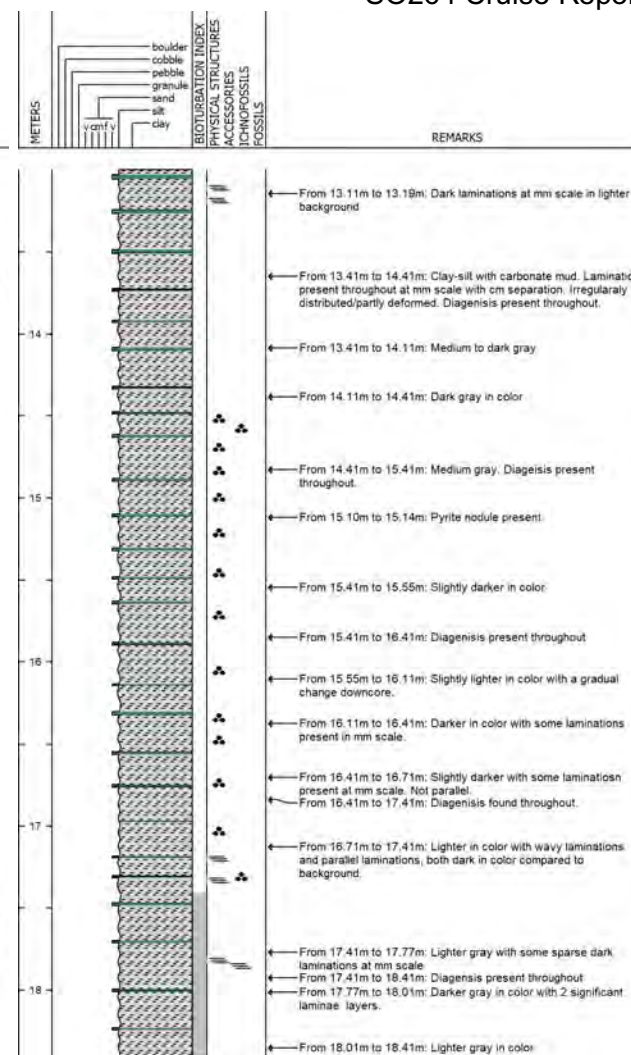 boulder
cobble
pebble
granule
sand
silt
clay
METERS
BIOTURBATION INDEX
PHYSICAL STRUCTURES
ACCESSORIES
ICHNOFOSSILS
FOSSILS
REMARKS
From 13.11m to 13.19m: Dark laminations at mm scale in lighter
background
From 13.41m to 14.41m: Clay-silt with carbonate mud.
present throughout at mm scale with cm separation. Irregularaly
distributed/partly deformed. Diagenisis present throughout.
14
From 13.41m to 14.11m: Medium to dark gray
From 14.11m to 14.41m: Dark gray in color
From 14.41m to 15.41m: Medium gray. Diageisis present
throughout.
15
From 15.10m to 15.14m: Pyrite nodule present
From 15.41m to 15.55m: Slightly darker in color
From 15.41m to 16.41m: Diagenisis present throughout
16
From 15.55m to 16.11m: Slightly lighter in color with a gradual
change downcore.
From 16.11m to 16.41m: Darker in color with some laminations
present in mm scale.
From 16.41m to 16.71m: Slightly darker with some laminatiosn
present at mm scale. Not parallel.
From 16.41m to 17.41m: Diagenisis found throughout.
17
From 16.71m to 17.41m: Lighter in color with wavy laminations
and parallel laminations, both dark in color compared to
background.
From 17.41m to 17.77m: Lighter gray with some sparse dark
laminations at mm scale
From 17.41m to 18.41m: Diagensis present throughout
18
From 17.77m to 18.01m: Darker gray in color with 2 significant
laminae layers.
From 18.01m to 18.41m: Lighter gray in color